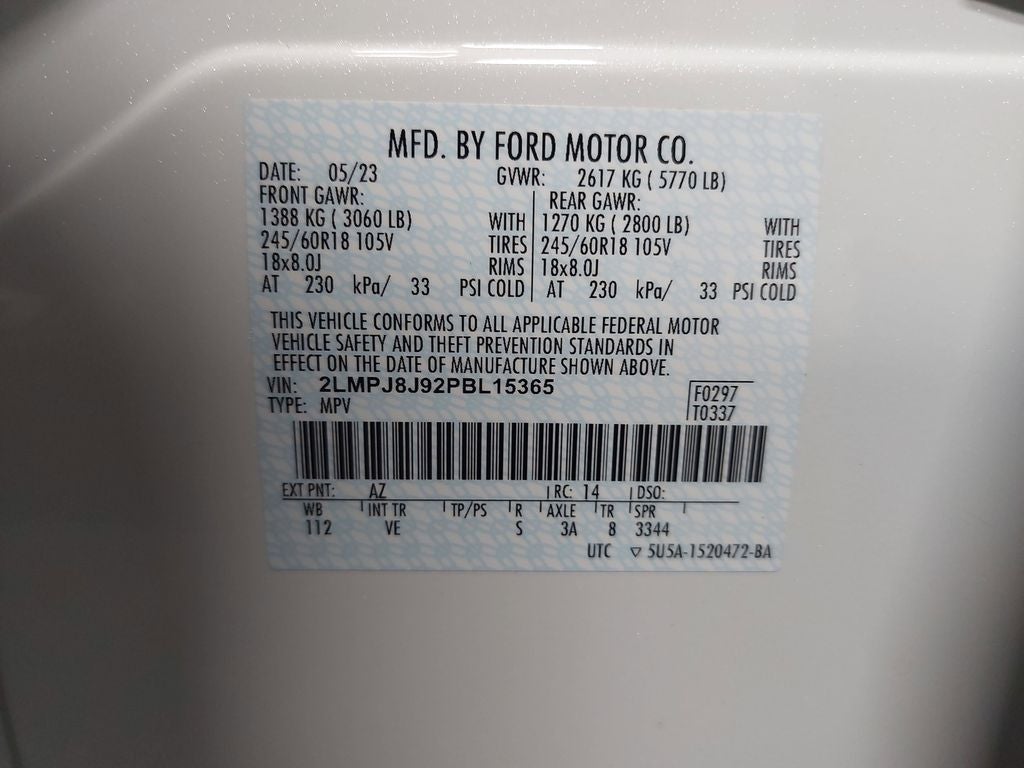 MFD. BY FORD MOTOR CO.
DATE: 05/23 GVWR: 2617 KG ( 5770 LB)
FRONT GAWR: REAR GAWR:
1388 KG ( 3060 LB) WITH 1270 KG ( 2800 LB) WITH
245/60R18 105V TIRES 245/60R18 105V TIRES
18x8.0J RIMS 18x8.0J RIMS
AT 230 kPa/ 33 PSI COLD AT 230 kPa/ 33 PSI COLD
THIS VEHICLE CONFORMS TO ALL APPLICABLE FEDERAL MOTOR
VEHICLE SAFETY AND THEFT PREVENTION STANDARDS IN
EFFECT ON THE DATE OF MANUFACTURE SHOWN ABOVE.
VIN: 2LMPJ8J92PBL15365 F0297
TYPE: MPV T0337
EXT PNT: AZ RC: 14 DSO:
WB INT TR TP/PS R AXLE TR SPR
112 VE S 3A 8 3344
UTC ▽ 5U5A-1520472-BA